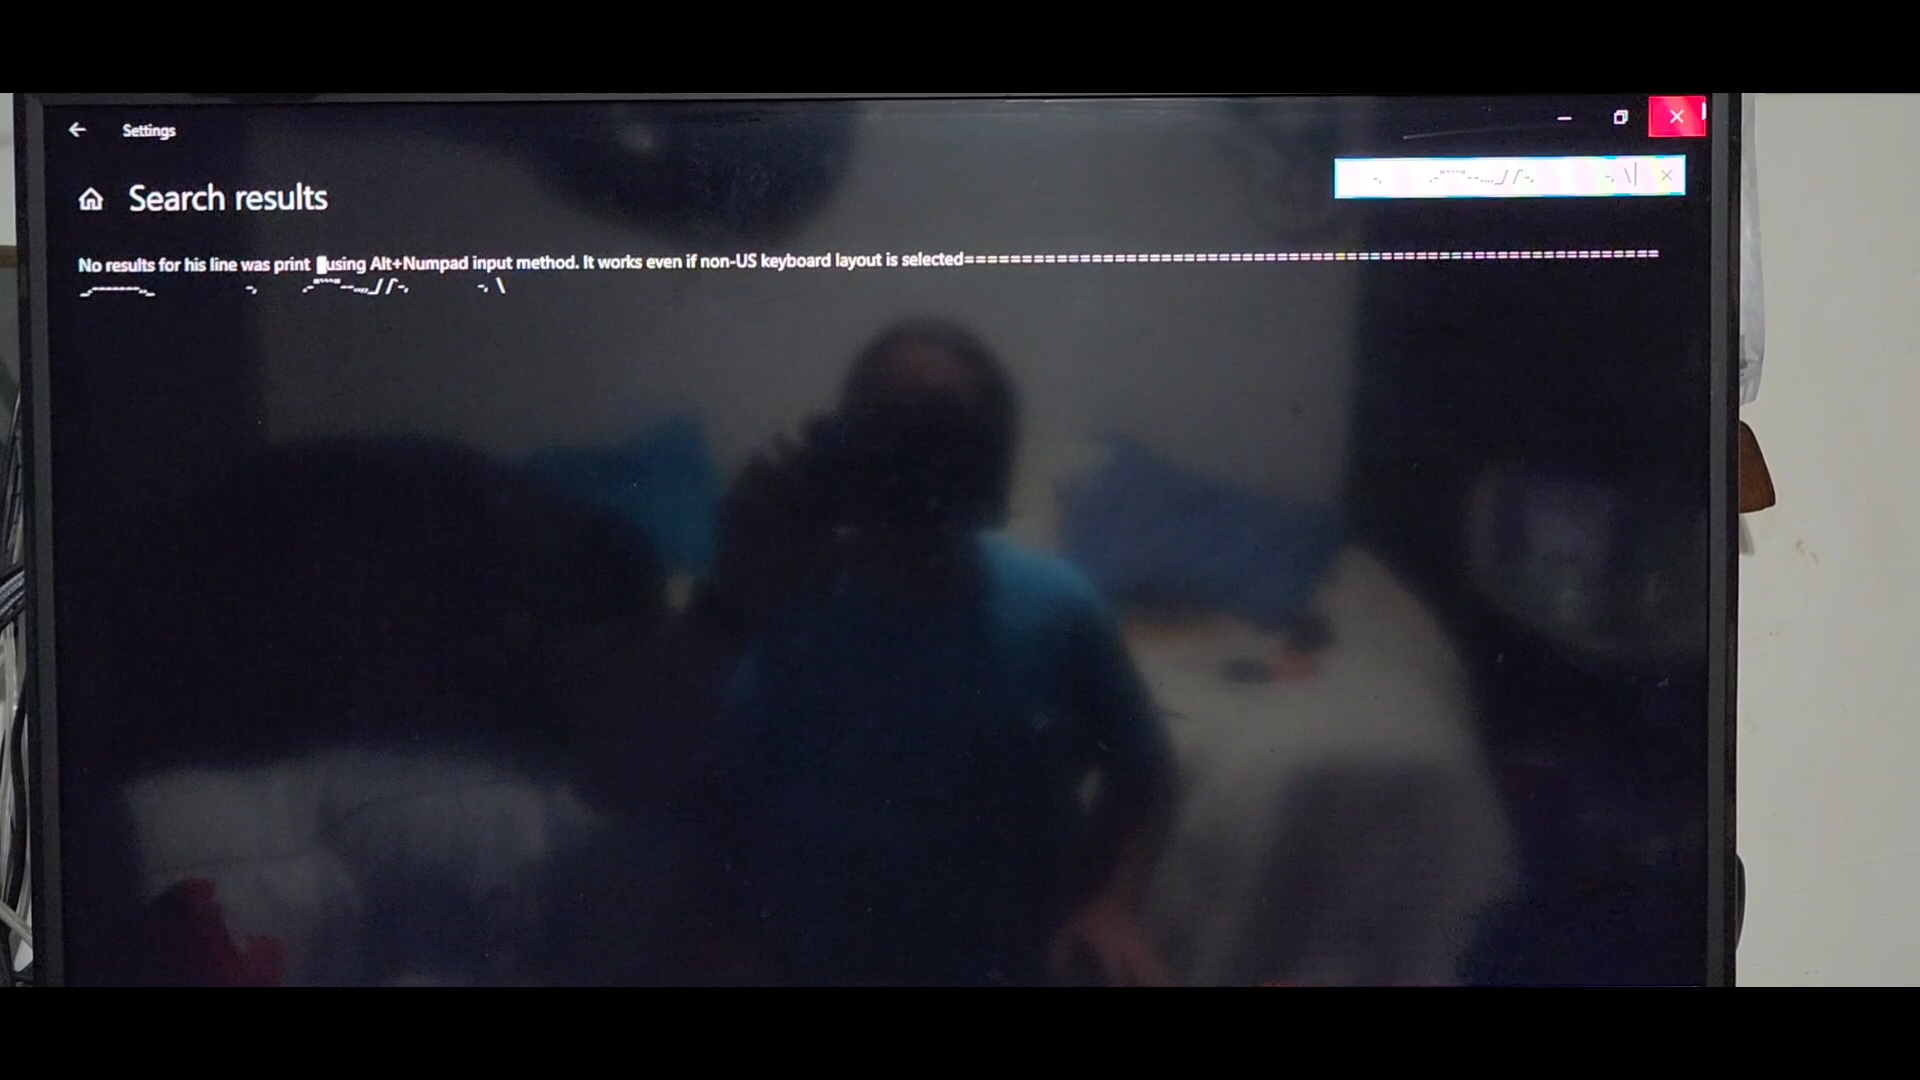 Settings
-, .-"```"--..../ /`-, -, \
Search results
No results for his line was print █using Alt+Numpad input method. It works even if non-US keyboard layout is selected============================================================
_.-------.._ -, .-"```"--..../ /`-, -, \